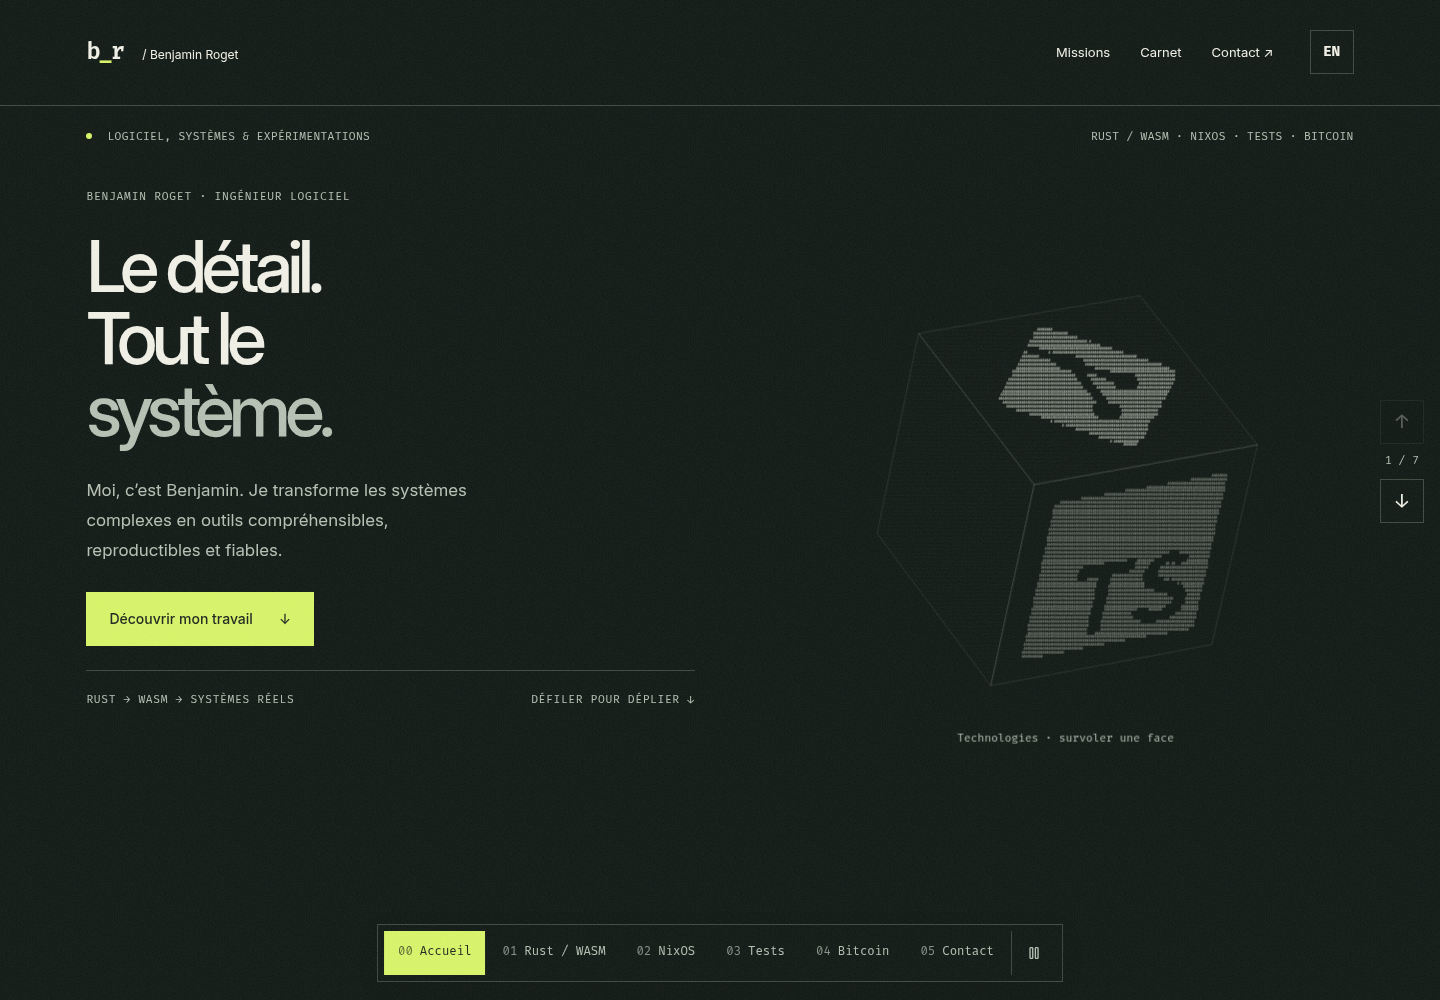 b_r / Benjamin Roget
Missions Carnet Contact ↗ EN
LOGICIEL, SYSTÈMES & EXPÉRIMENTATIONS
RUST / WASM · NIXOS · TESTS · BITCOIN
BENJAMIN ROGET · INGÉNIEUR LOGICIEL
Le détail.
Tout le
système.
Moi, c’est Benjamin. Je transforme les systèmes
complexes en outils compréhensibles,
reproductibles et fiables.
Découvrir mon travail ↓
RUST → WASM → SYSTÈMES RÉELS
DÉFILER POUR DÉPLIER ↓
TS
Technologies · survoler une face
↑
1 / 7
↓
00 Accueil 01 Rust / WASM 02 NixOS 03 Tests 04 Bitcoin 05 Contact